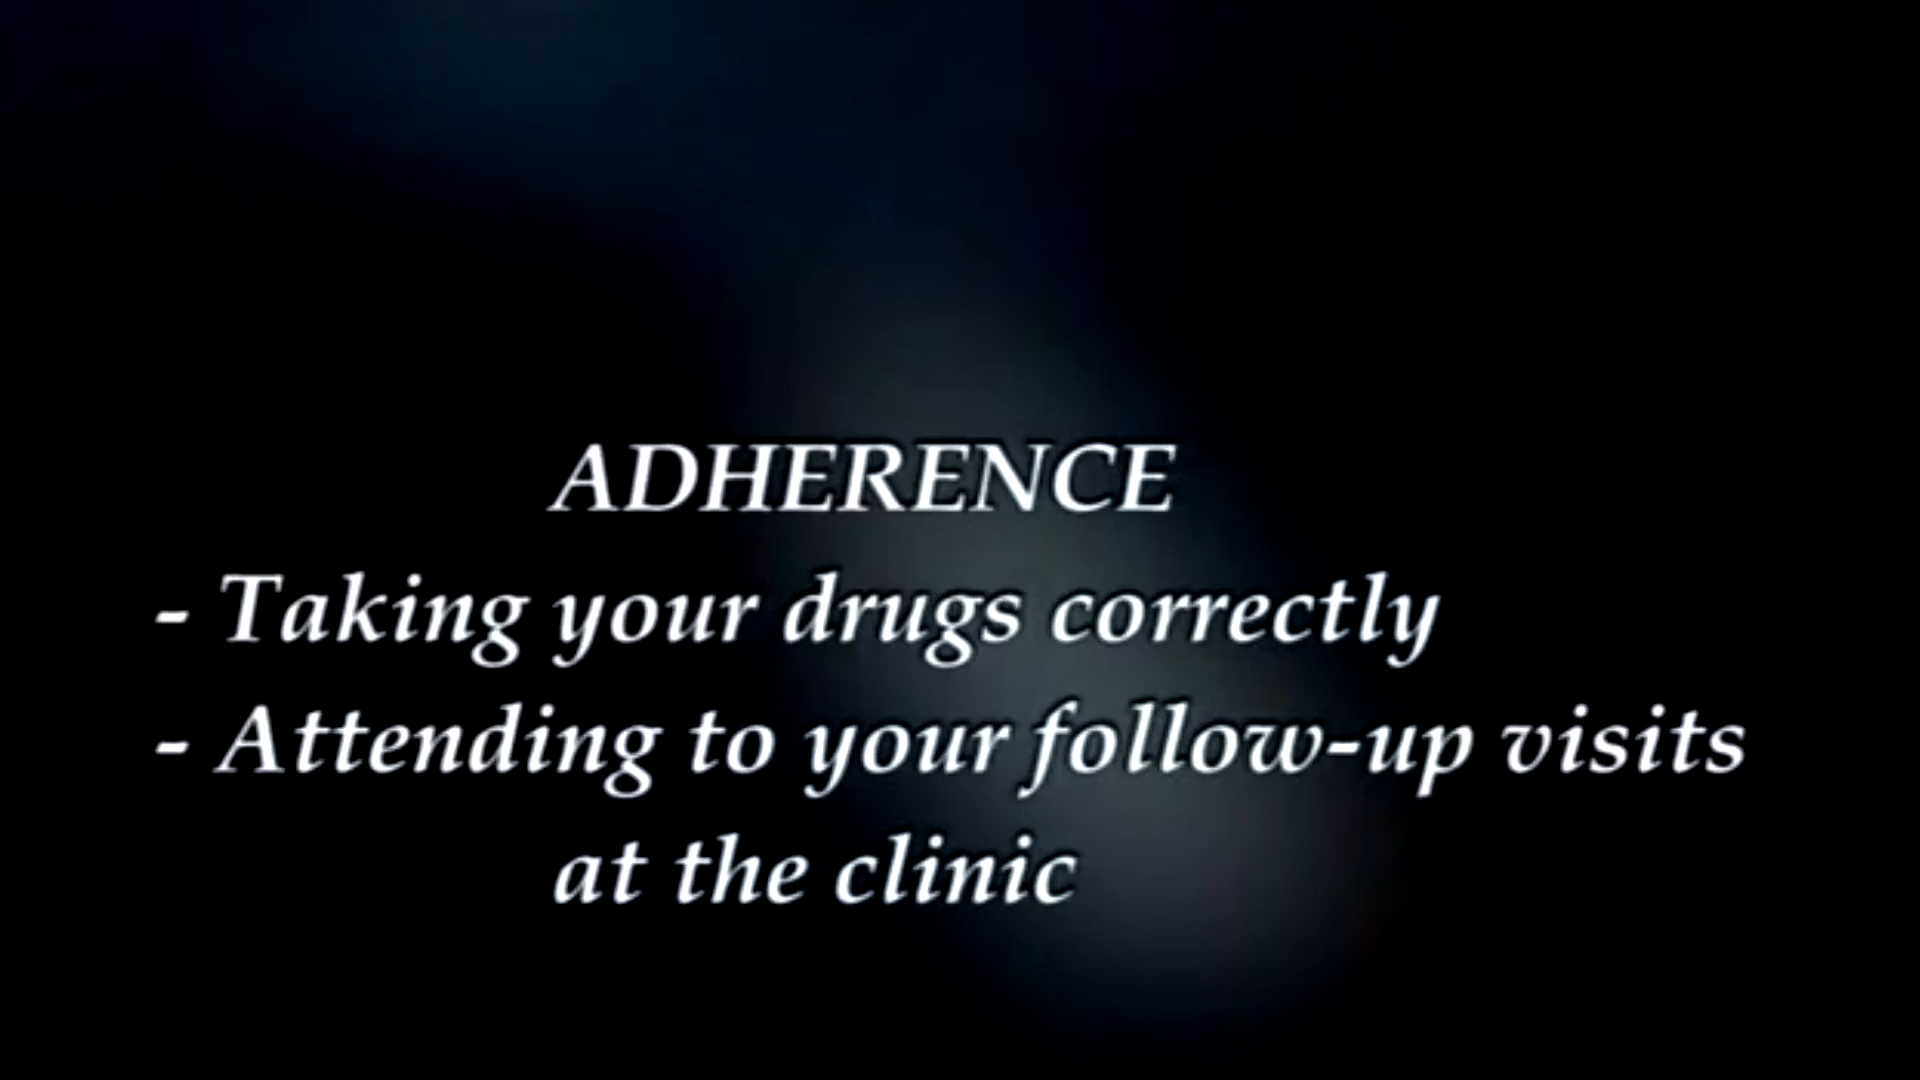 ADHERENCE
- Taking your drugs correctly
- Attending to your follow-up visits
at the clinic